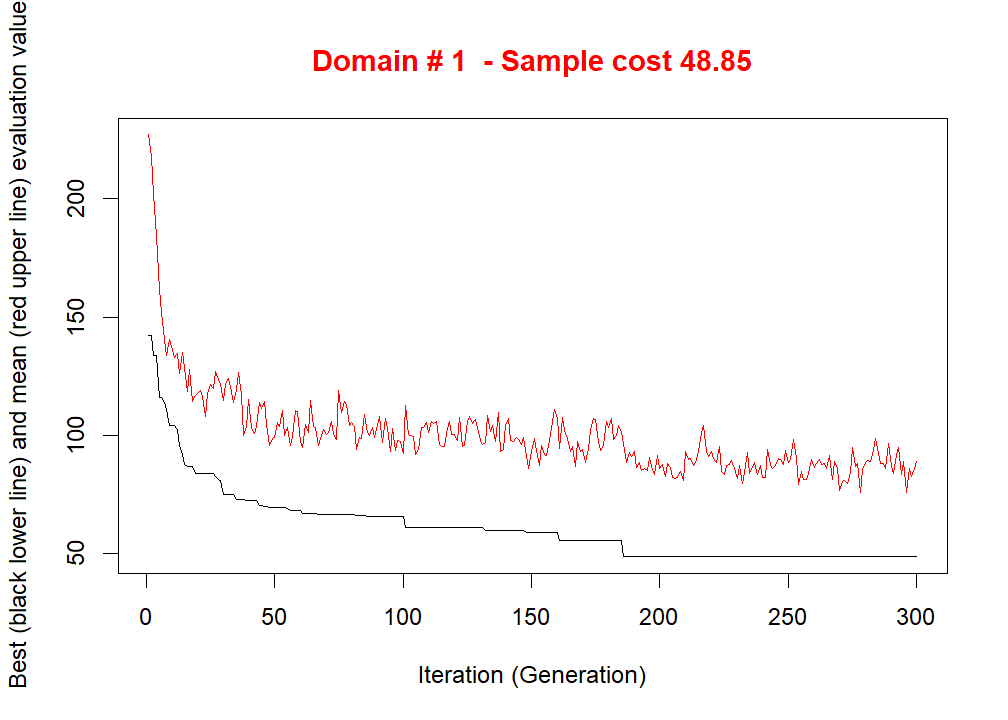 Domain # 1  - Sample cost 48.85
Best (black lower line) and mean (red upper line) evaluation value
200
150
100
50
0 50 100 150 200 250 300
Iteration (Generation)